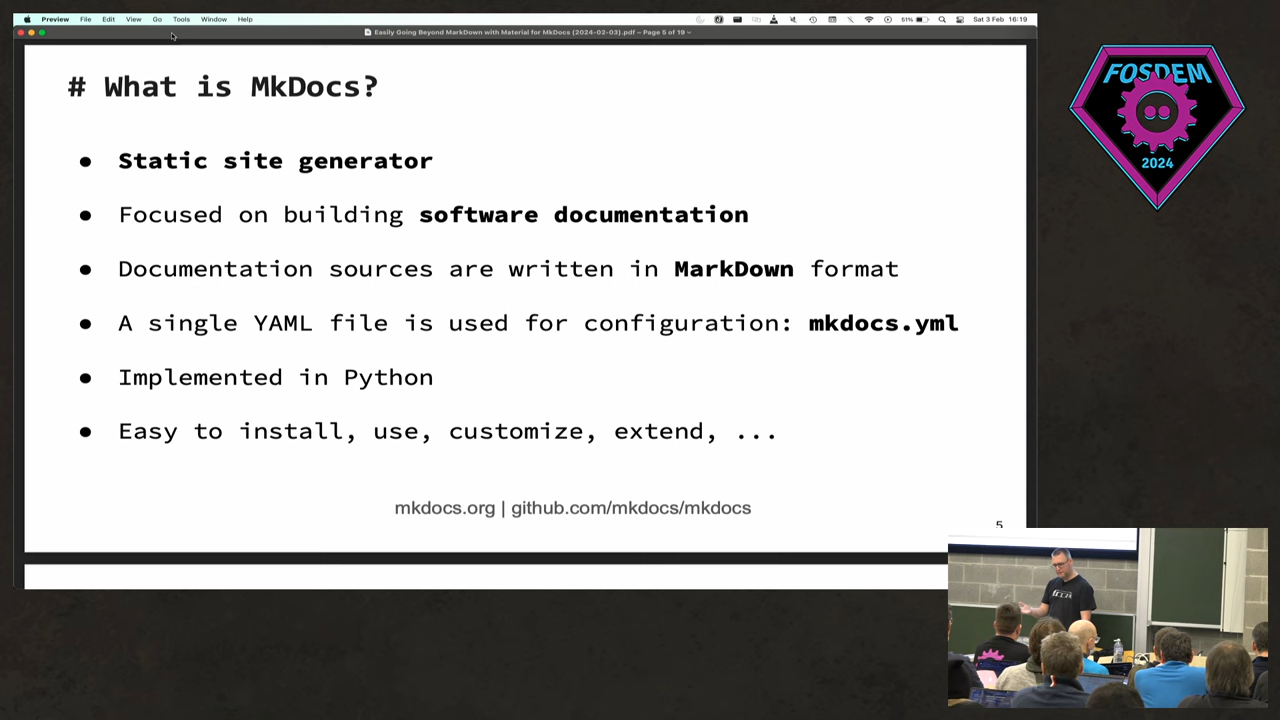 Preview File Edit View Go Tools Window Help
51%
Sat 3 Feb 16:19
Easily Going Beyond MarkDown with Material for MkDocs (2024-02-03).pdf – Page 5 of 19
# What is MkDocs?
● Static site generator
● Focused on building software documentation
● Documentation sources are written in MarkDown format
● A single YAML file is used for configuration: mkdocs.yml
● Implemented in Python
● Easy to install, use, customize, extend, ...
mkdocs.org | github.com/mkdocs/mkdocs
5
FOSDEM
2024